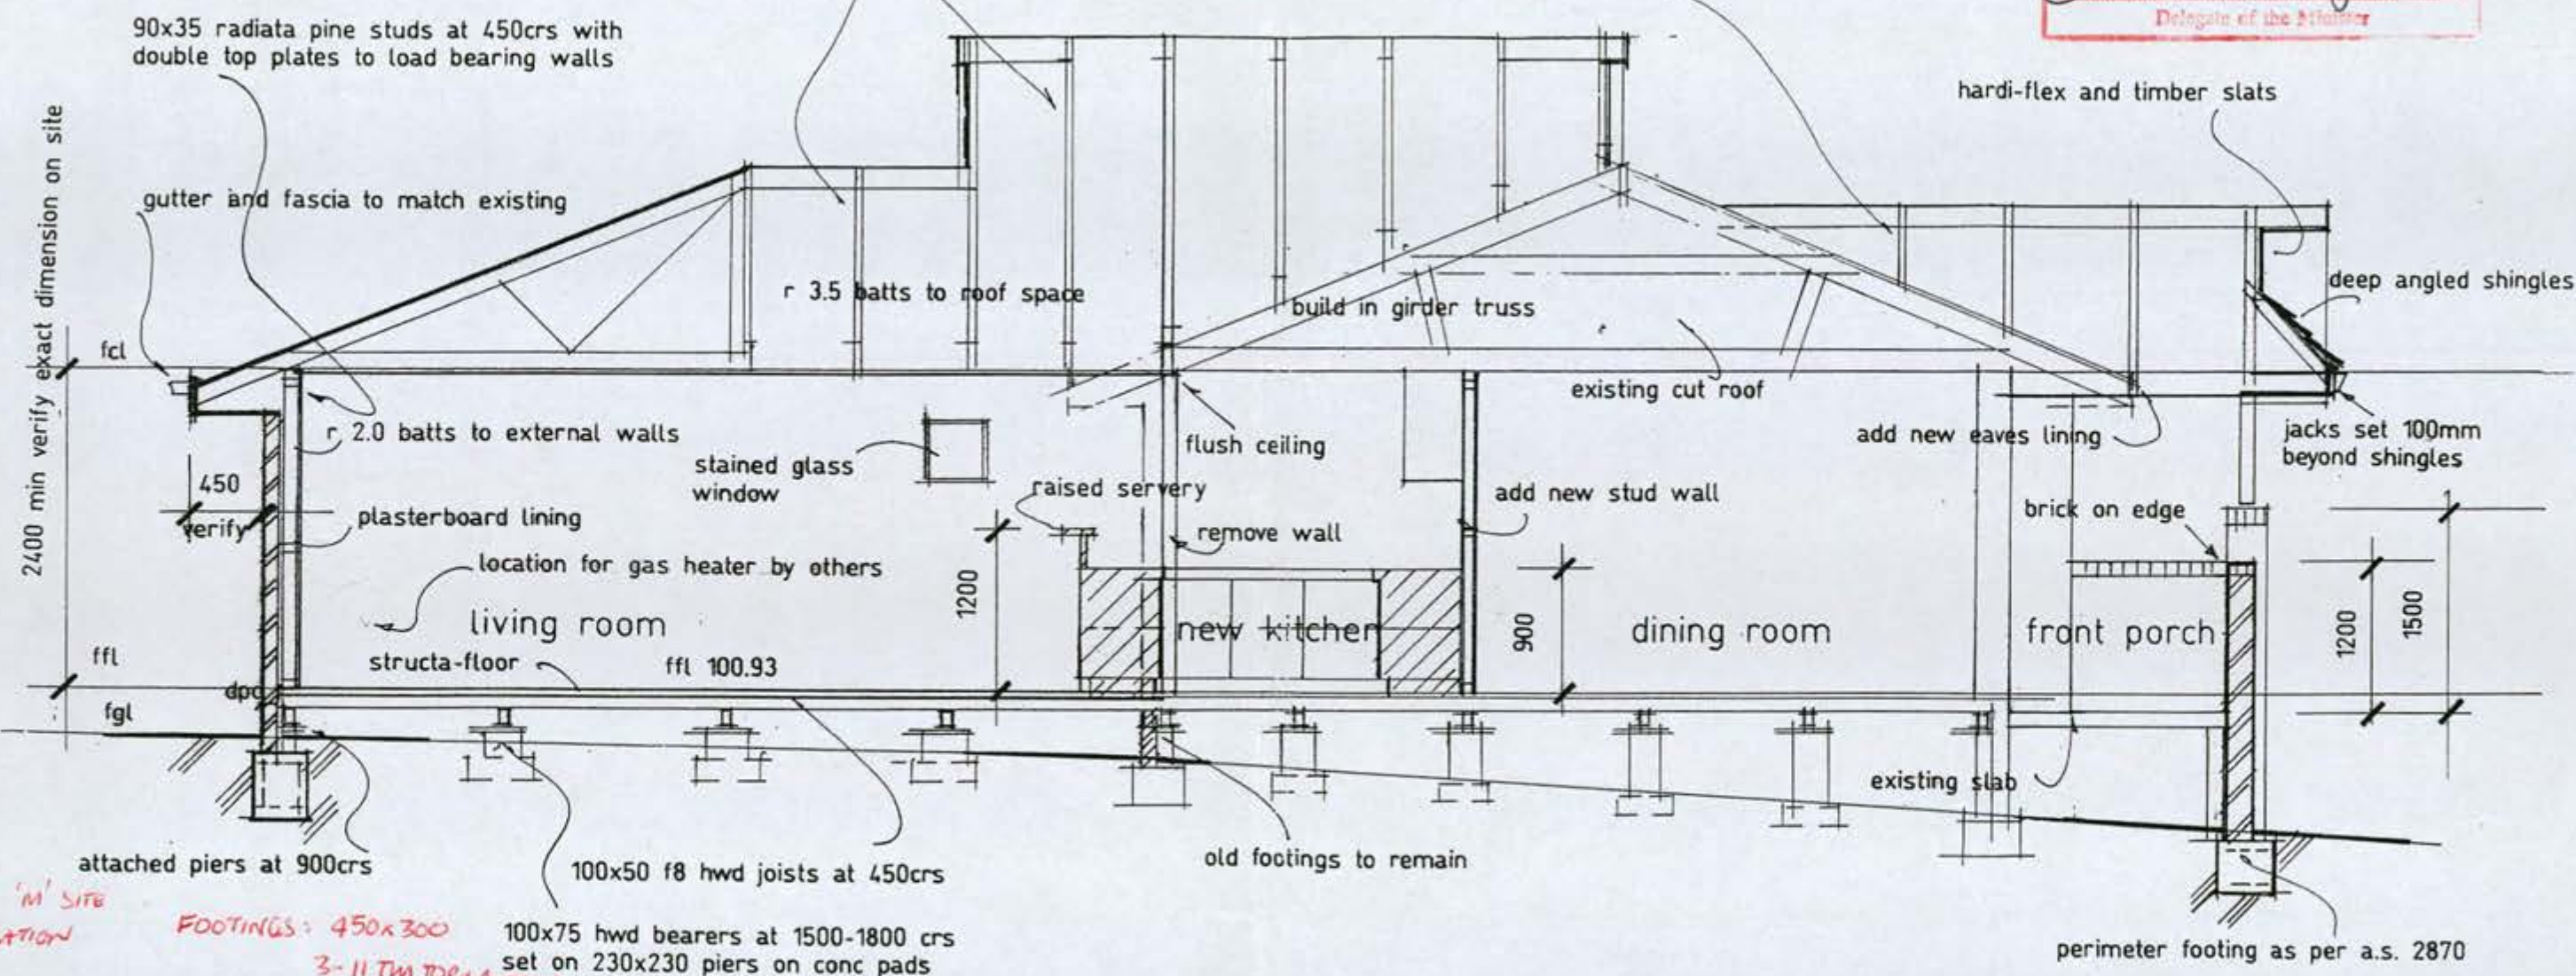 90x35 radiata pine studs at 450crs with
double top plates to load bearing walls
Delegate of the Minister
hardi-flex and timber slats
gutter and fascia to match existing
2400 min verify exact dimension on site
r 3.5 batts to roof space
build in girder truss
deep angled shingles
fcl
existing cut roof
r 2.0 batts to external walls
stained glass
window
flush ceiling
add new eaves lining
jacks set 100mm
beyond shingles
450
verify
raised servery
add new stud wall
brick on edge
plasterboard lining
remove wall
location for gas heater by others
1200
living room
new kitchen
900
dining room
front porch
1200
1500
ffl
structa-floor
ffl 100.93
dpc
fgl
existing slab
attached piers at 900crs
100x50 f8 hwd joists at 450crs
old footings to remain
'M' SITE
FOOTINGS: 450x300
100x75 hwd bearers at 1500-1800 crs
set on 230x230 piers on conc pads
perimeter footing as per a.s. 2870
3-11 TM